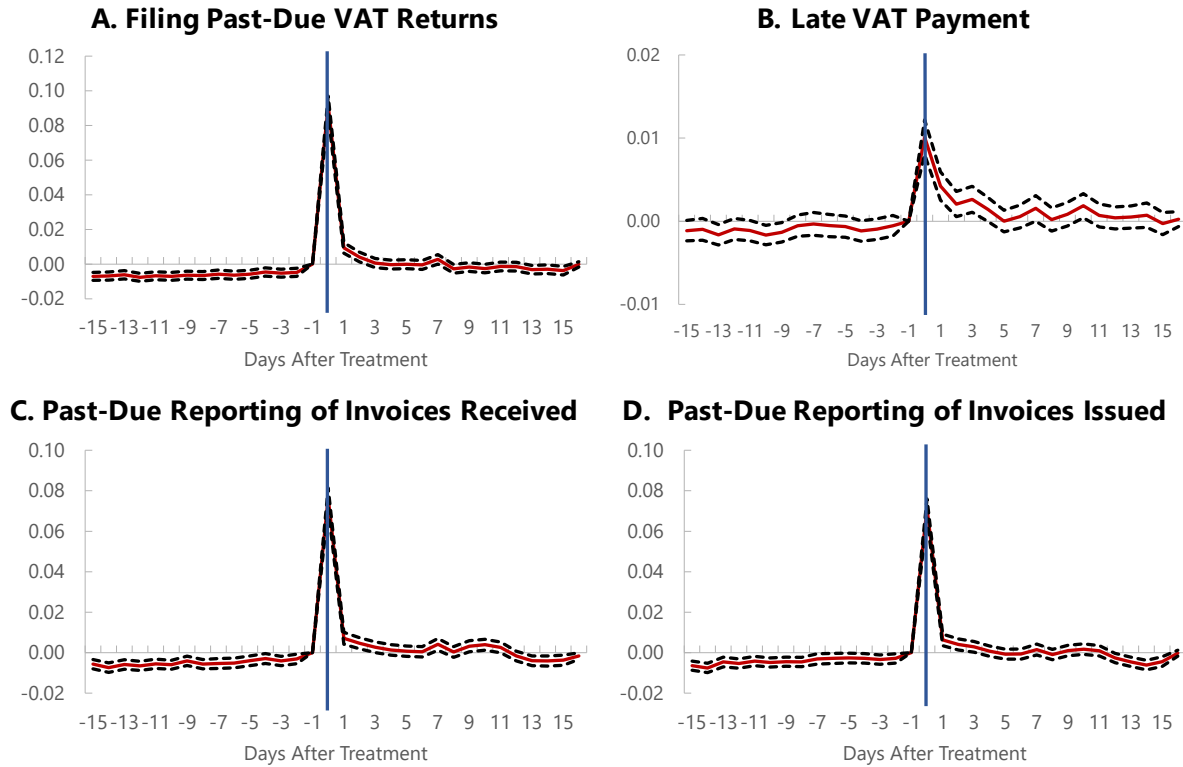 A. Filing Past-Due VAT Returns
0.12
0.10
0.08
0.06
0.04
0.02
0.00
-0.02
-15 -13 -11 -9 -7 -5 -3 -1 1 3 5 7 9 11 13 15
Days After Treatment
B. Late VAT Payment
0.02
0.01
0.00
-0.01
-15 -13 -11 -9 -7 -5 -3 -1 1 3 5 7 9 11 13 15
Days After Treatment
C. Past-Due Reporting of Invoices Received
0.10
0.08
0.06
0.04
0.02
0.00
-0.02
-15 -13 -11 -9 -7 -5 -3 -1 1 3 5 7 9 11 13 15
Days After Treatment
D. Past-Due Reporting of Invoices Issued
0.10
0.08
0.06
0.04
0.02
0.00
-0.02
-15 -13 -11 -9 -7 -5 -3 -1 1 3 5 7 9 11 13 15
Days After Treatment